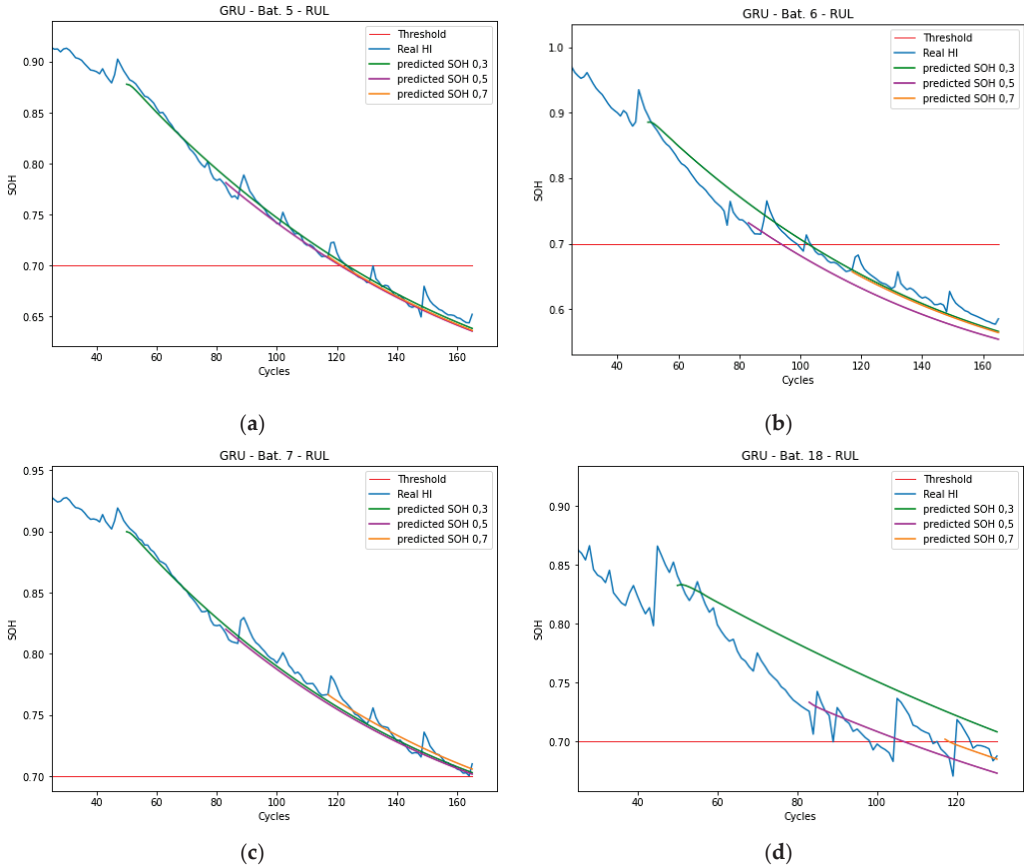 GRU - Bat. 5 - RUL
Threshold
Real HI
predicted SOH 0,3
predicted SOH 0,5
predicted SOH 0,7
0.90
0.85
0.80
0.75
0.70
0.65
SOH
40 60 80 100 120 140 160
Cycles
(a)
GRU - Bat. 6 - RUL
Threshold
Real HI
predicted SOH 0,3
predicted SOH 0,5
predicted SOH 0,7
1.0
0.9
0.8
0.7
0.6
SOH
40 60 80 100 120 140 160
Cycles
(b)
GRU - Bat. 7 - RUL
Threshold
Real HI
predicted SOH 0,3
predicted SOH 0,5
predicted SOH 0,7
0.95
0.90
0.85
0.80
0.75
0.70
SOH
40 60 80 100 120 140 160
Cycles
(c)
GRU - Bat. 18 - RUL
Threshold
Real HI
predicted SOH 0,3
predicted SOH 0,5
predicted SOH 0,7
0.90
0.85
0.80
0.75
0.70
SOH
40 60 80 100 120
Cycles
(d)